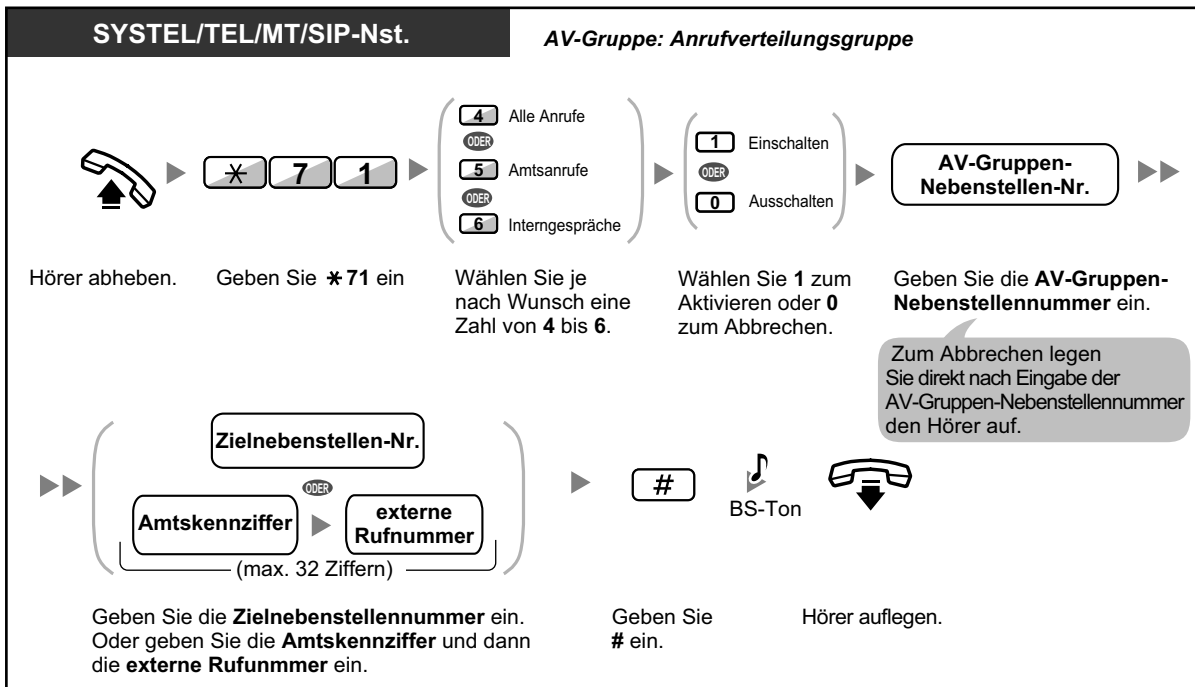 SYSTEL/TEL/MT/SIP-Nst.
AV-Gruppe: Anrufverteilungsgruppe
* 7 1
4 Alle Anrufe
ODER
5 Amtsanrufe
ODER
6 Interngespräche
1 Einschalten
ODER
0 Ausschalten
AV-Gruppen-
Nebenstellen-Nr.
Hörer abheben.
Geben Sie *71 ein
Wählen Sie je
nach Wunsch eine
Zahl von 4 bis 6.
Wählen Sie 1 zum
Aktivieren oder 0
zum Abbrechen.
Geben Sie die AV-Gruppen-
Nebenstellennummer ein.
Zum Abbrechen legen
Sie direkt nach Eingabe der
AV-Gruppen-Nebenstellennummer
den Hörer auf.
Zielnebenstellen-Nr.
ODER
Amtskennziffer
externe
Rufnummer
(max. 32 Ziffern)
#
BS-Ton
Geben Sie die Zielnebenstellennummer ein.
Oder geben Sie die Amtskennziffer und dann
die externe Rufunmmer ein.
Geben Sie
# ein.
Hörer auflegen.